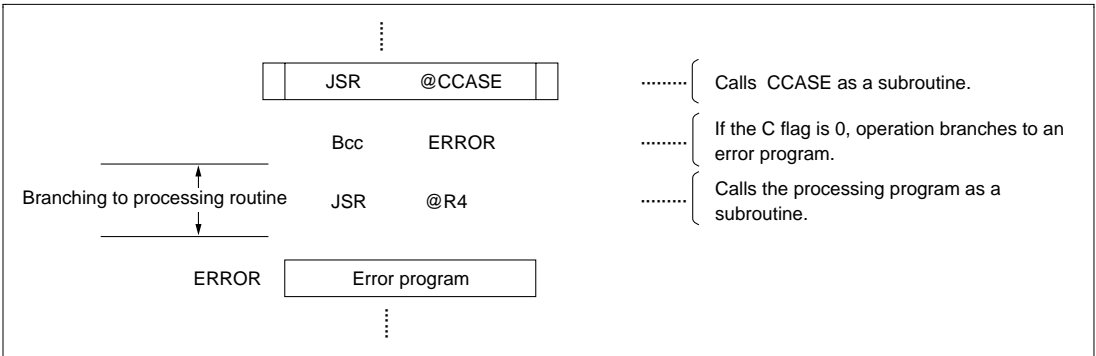 JSR @CCASE
Calls CCASE as a subroutine.
Bcc ERROR
If the C flag is 0, operation branches to an
error program.
Branching to processing routine
JSR @R4
Calls the processing program as a
subroutine.
ERROR
Error program